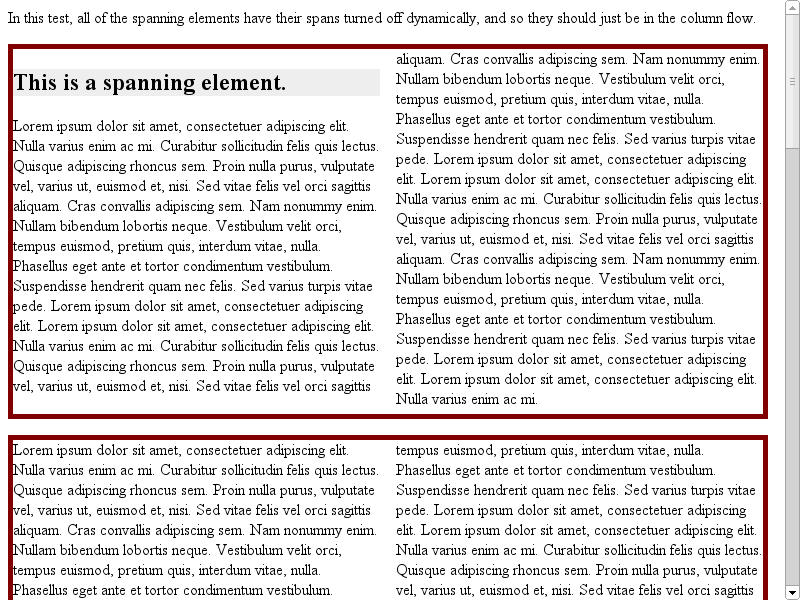 In this test, all of the spanning elements have their spans turned off dynamically, and so they should just be in the column flow.
This is a spanning element.
Lorem ipsum dolor sit amet, consectetuer adipiscing elit.
Nulla varius enim ac mi. Curabitur sollicitudin felis quis lectus.
Quisque adipiscing rhoncus sem. Proin nulla purus, vulputate
vel, varius ut, euismod et, nisi. Sed vitae felis vel orci sagittis
aliquam. Cras convallis adipiscing sem. Nam nonummy enim.
Nullam bibendum lobortis neque. Vestibulum velit orci,
tempus euismod, pretium quis, interdum vitae, nulla.
Phasellus eget ante et tortor condimentum vestibulum.
Suspendisse hendrerit quam nec felis. Sed varius turpis vitae
pede. Lorem ipsum dolor sit amet, consectetuer adipiscing
elit. Lorem ipsum dolor sit amet, consectetuer adipiscing elit.
Nulla varius enim ac mi. Curabitur sollicitudin felis quis lectus.
Quisque adipiscing rhoncus sem. Proin nulla purus, vulputate
vel, varius ut, euismod et, nisi. Sed vitae felis vel orci sagittis
aliquam. Cras convallis adipiscing sem. Nam nonummy enim.
Nullam bibendum lobortis neque. Vestibulum velit orci,
tempus euismod, pretium quis, interdum vitae, nulla.
Phasellus eget ante et tortor condimentum vestibulum.
Suspendisse hendrerit quam nec felis. Sed varius turpis vitae
pede. Lorem ipsum dolor sit amet, consectetuer adipiscing
elit. Lorem ipsum dolor sit amet, consectetuer adipiscing elit.
Nulla varius enim ac mi. Curabitur sollicitudin felis quis lectus.
Quisque adipiscing rhoncus sem. Proin nulla purus, vulputate
vel, varius ut, euismod et, nisi. Sed vitae felis vel orci sagittis
aliquam. Cras convallis adipiscing sem. Nam nonummy enim.
Nullam bibendum lobortis neque. Vestibulum velit orci,
tempus euismod, pretium quis, interdum vitae, nulla.
Phasellus eget ante et tortor condimentum vestibulum.
Suspendisse hendrerit quam nec felis. Sed varius turpis vitae
pede. Lorem ipsum dolor sit amet, consectetuer adipiscing
elit. Lorem ipsum dolor sit amet, consectetuer adipiscing elit.
Nulla varius enim ac mi.
Lorem ipsum dolor sit amet, consectetuer adipiscing elit.
Nulla varius enim ac mi. Curabitur sollicitudin felis quis lectus.
Quisque adipiscing rhoncus sem. Proin nulla purus, vulputate
vel, varius ut, euismod et, nisi. Sed vitae felis vel orci sagittis
aliquam. Cras convallis adipiscing sem. Nam nonummy enim.
Nullam bibendum lobortis neque. Vestibulum velit orci,
tempus euismod, pretium quis, interdum vitae, nulla.
Phasellus eget ante et tortor condimentum vestibulum.
tempus euismod, pretium quis, interdum vitae, nulla.
Phasellus eget ante et tortor condimentum vestibulum.
Suspendisse hendrerit quam nec felis. Sed varius turpis vitae
pede. Lorem ipsum dolor sit amet, consectetuer adipiscing
elit. Lorem ipsum dolor sit amet, consectetuer adipiscing elit.
Nulla varius enim ac mi. Curabitur sollicitudin felis quis lectus.
Quisque adipiscing rhoncus sem. Proin nulla purus, vulputate
vel, varius ut, euismod et, nisi. Sed vitae felis vel orci sagittis